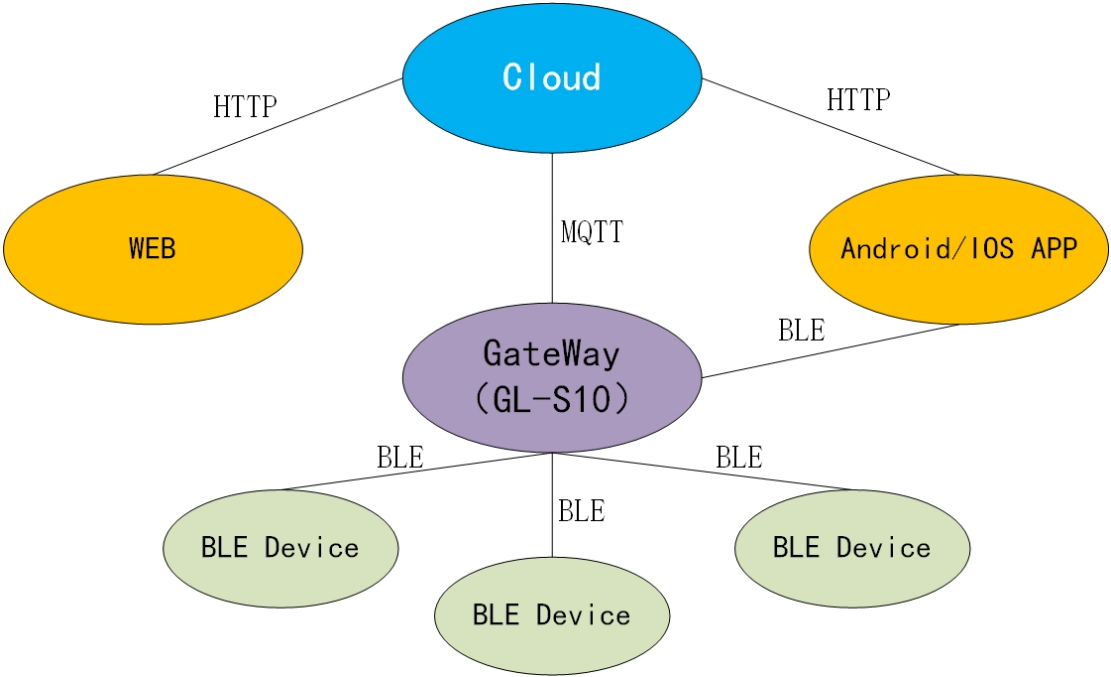 Cloud
HTTP
HTTP
WEB
MQTT
Android/IOS APP
BLE
GateWay
(GL-S10)
BLE
BLE
BLE
BLE Device
BLE Device
BLE Device